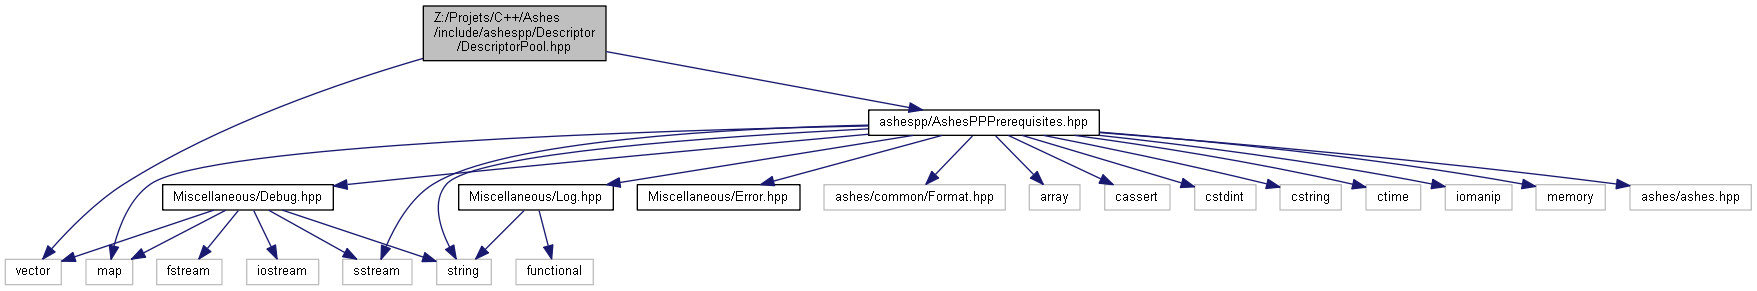 Z:/Projets/C++/Ashes
/include/ashespp/Descriptor
/DescriptorPool.hpp
ashespp/AshesPPPrerequisites.hpp
Miscellaneous/Debug.hpp
Miscellaneous/Log.hpp
Miscellaneous/Error.hpp
ashes/common/Format.hpp
array
cassert
cstdint
cstring
ctime
iomanip
memory
ashes/ashes.hpp
vector
map
fstream
iostream
sstream
string
functional